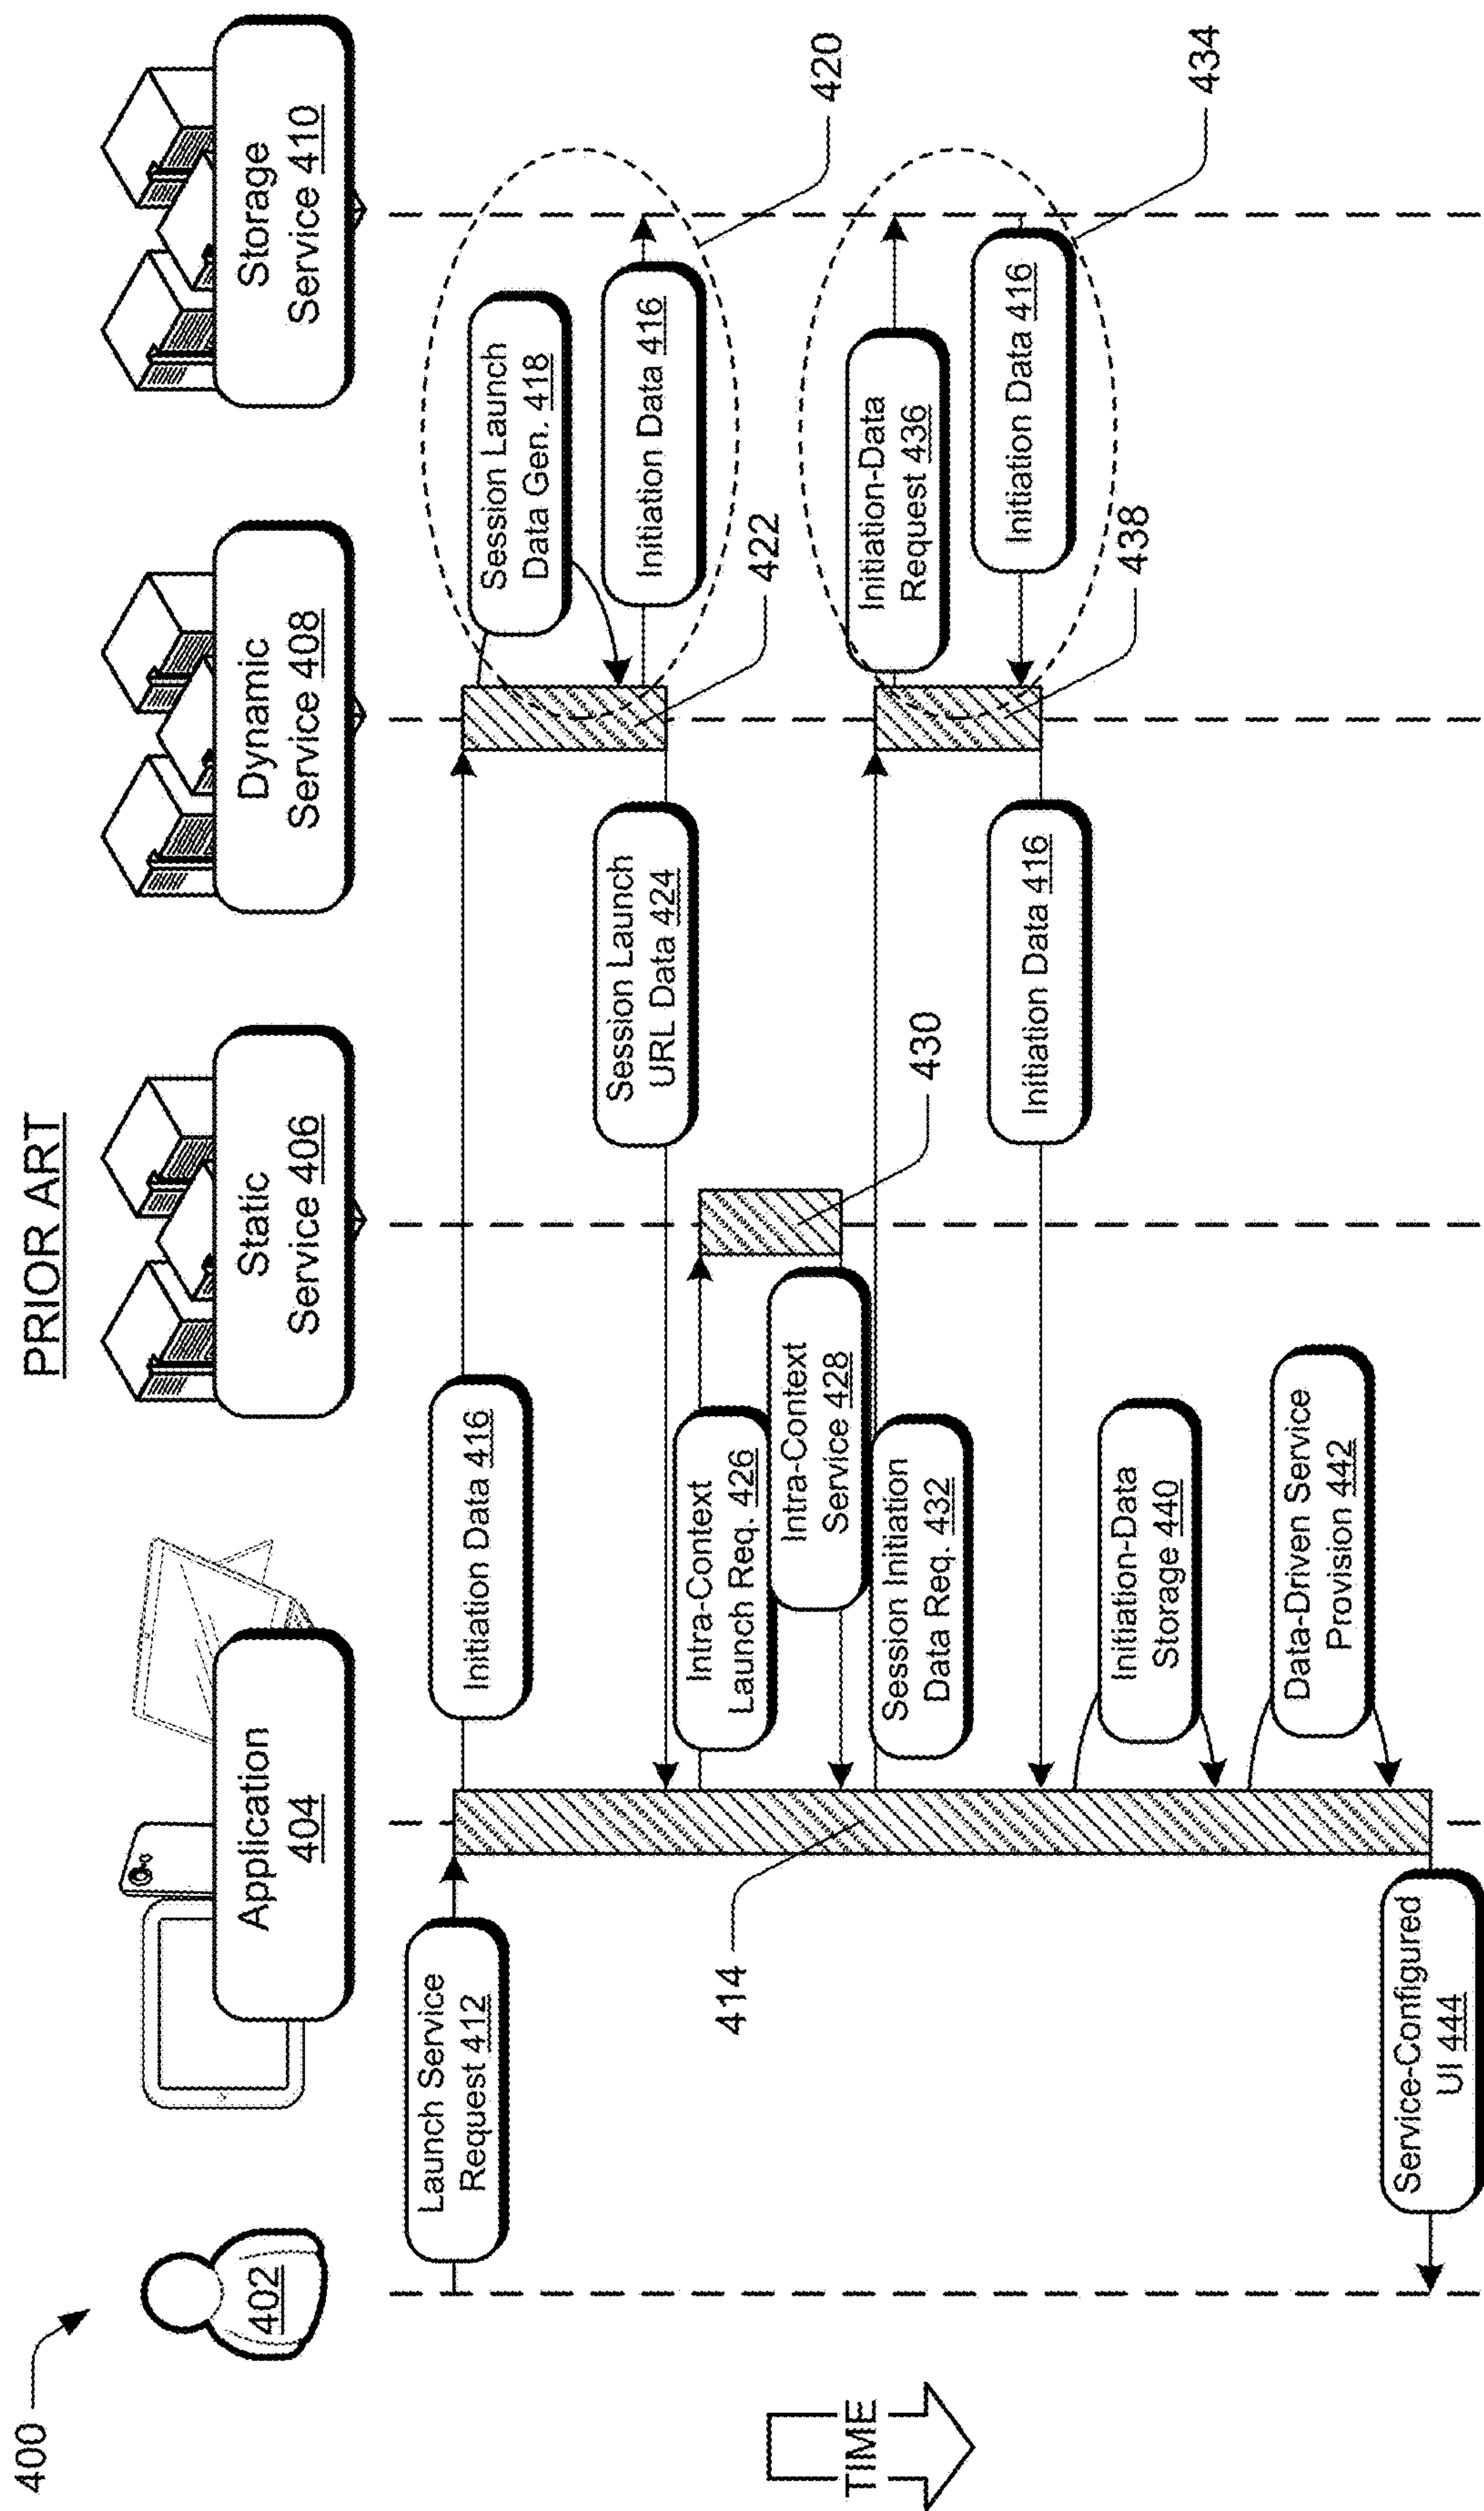 PRIOR ART
400
402
Application
404
Static
Service 406
Dynamic
Service 408
Storage
Service 410
TIME
Launch Service
Request 412
Initiation Data 416
Session Launch
Data Gen. 418
420
Initiation Data 416
422
Session Launch
URL Data 424
Intra-Context
Launch Req. 426
414
Intra-Context
Service 428
430
Session Initiation
Data Req. 432
Initiation-Data
Request 436
434
Initiation Data 416
438
Initiation Data 416
Initiation-Data
Storage 440
Data-Driven Service
Provision 442
Service-Configured
UI 444